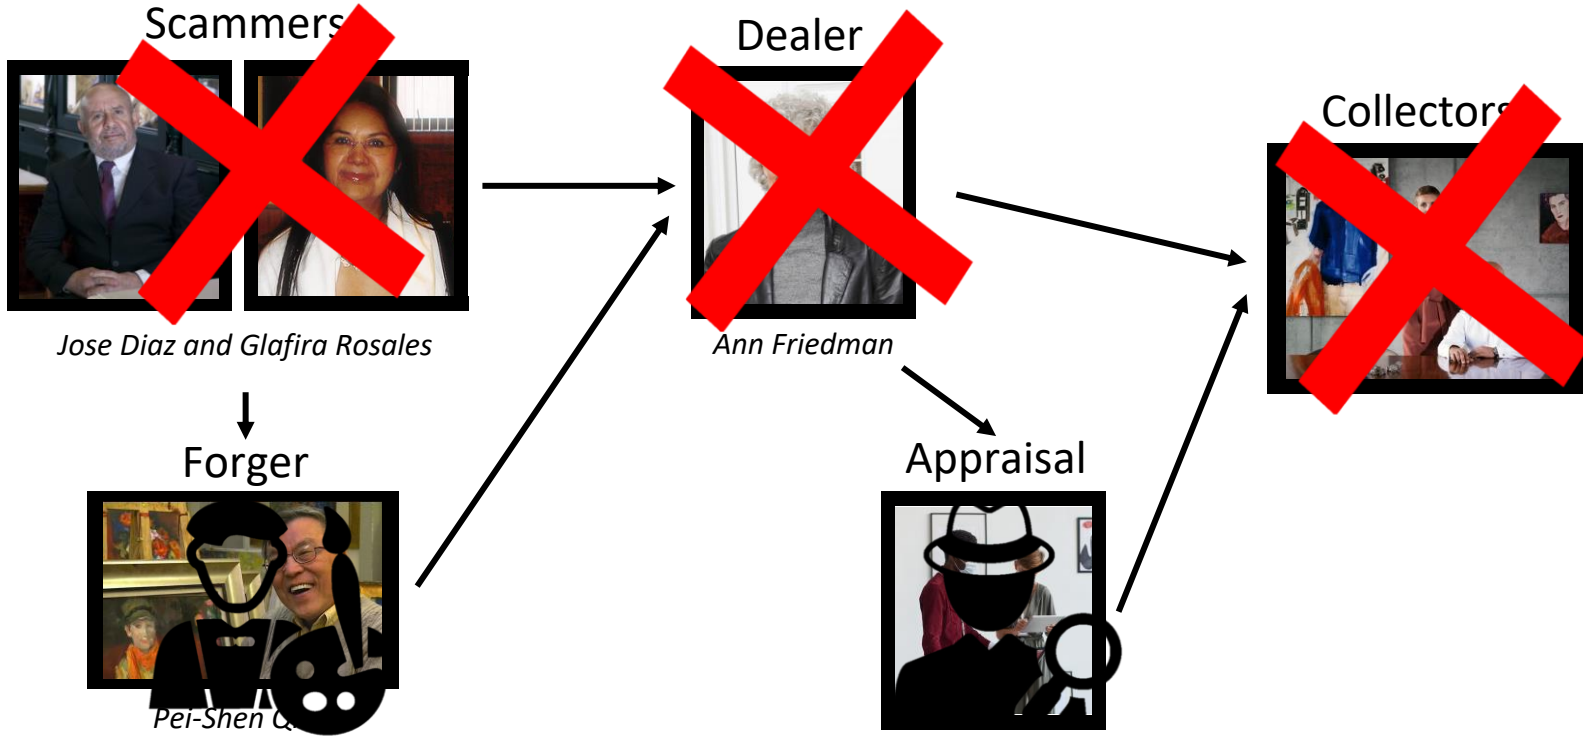 Scammers
Dealer
Collectors
Jose Diaz and Glafira Rosales
Ann Friedman
Forger
Appraisal
Pei-Shen